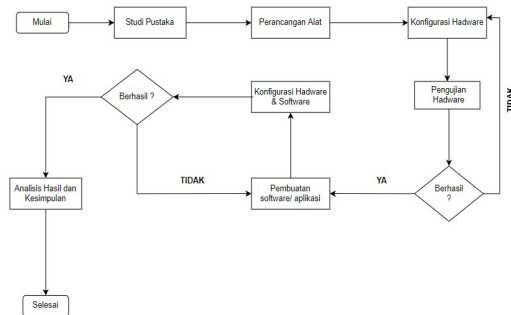 Mulai
Studi Pustaka
Perancangan Alat
Konfigurasi Hadware
Pengujian
Hadware
TIDAK
Berhasil
?
YA
Pembuatan
software/ aplikasi
Konfigurasi Hadware
& Software
Berhasil ?
TIDAK
YA
Analisis Hasil dan
Kesimpulan
Selesai